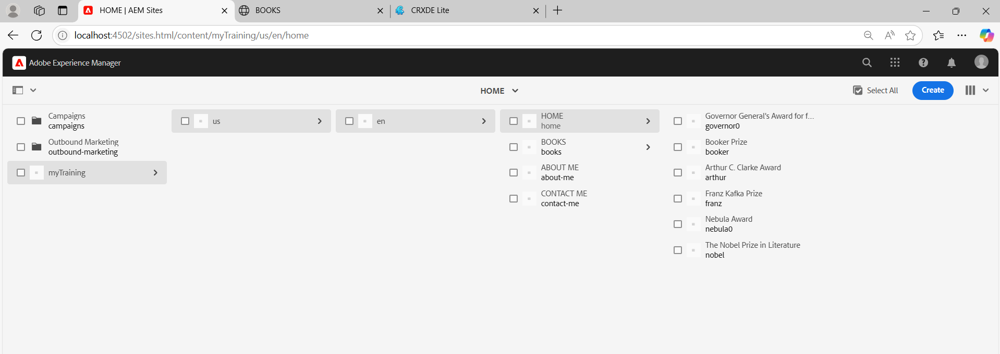 HOME | AEM Sites
BOOKS
CRXDE Lite
localhost:4502/sites.html/content/myTraining/us/en/home
Adobe Experience Manager
HOME
Select All
Create
Campaigns
campaigns
Outbound Marketing
outbound-marketing
myTraining
us
en
HOME
home
BOOKS
books
ABOUT ME
about-me
CONTACT ME
contact-me
Governor General's Award for f...
governor0
Booker Prize
booker
Arthur C. Clarke Award
arthur
Franz Kafka Prize
franz
Nebula Award
nebula0
The Nobel Prize in Literature
nobel